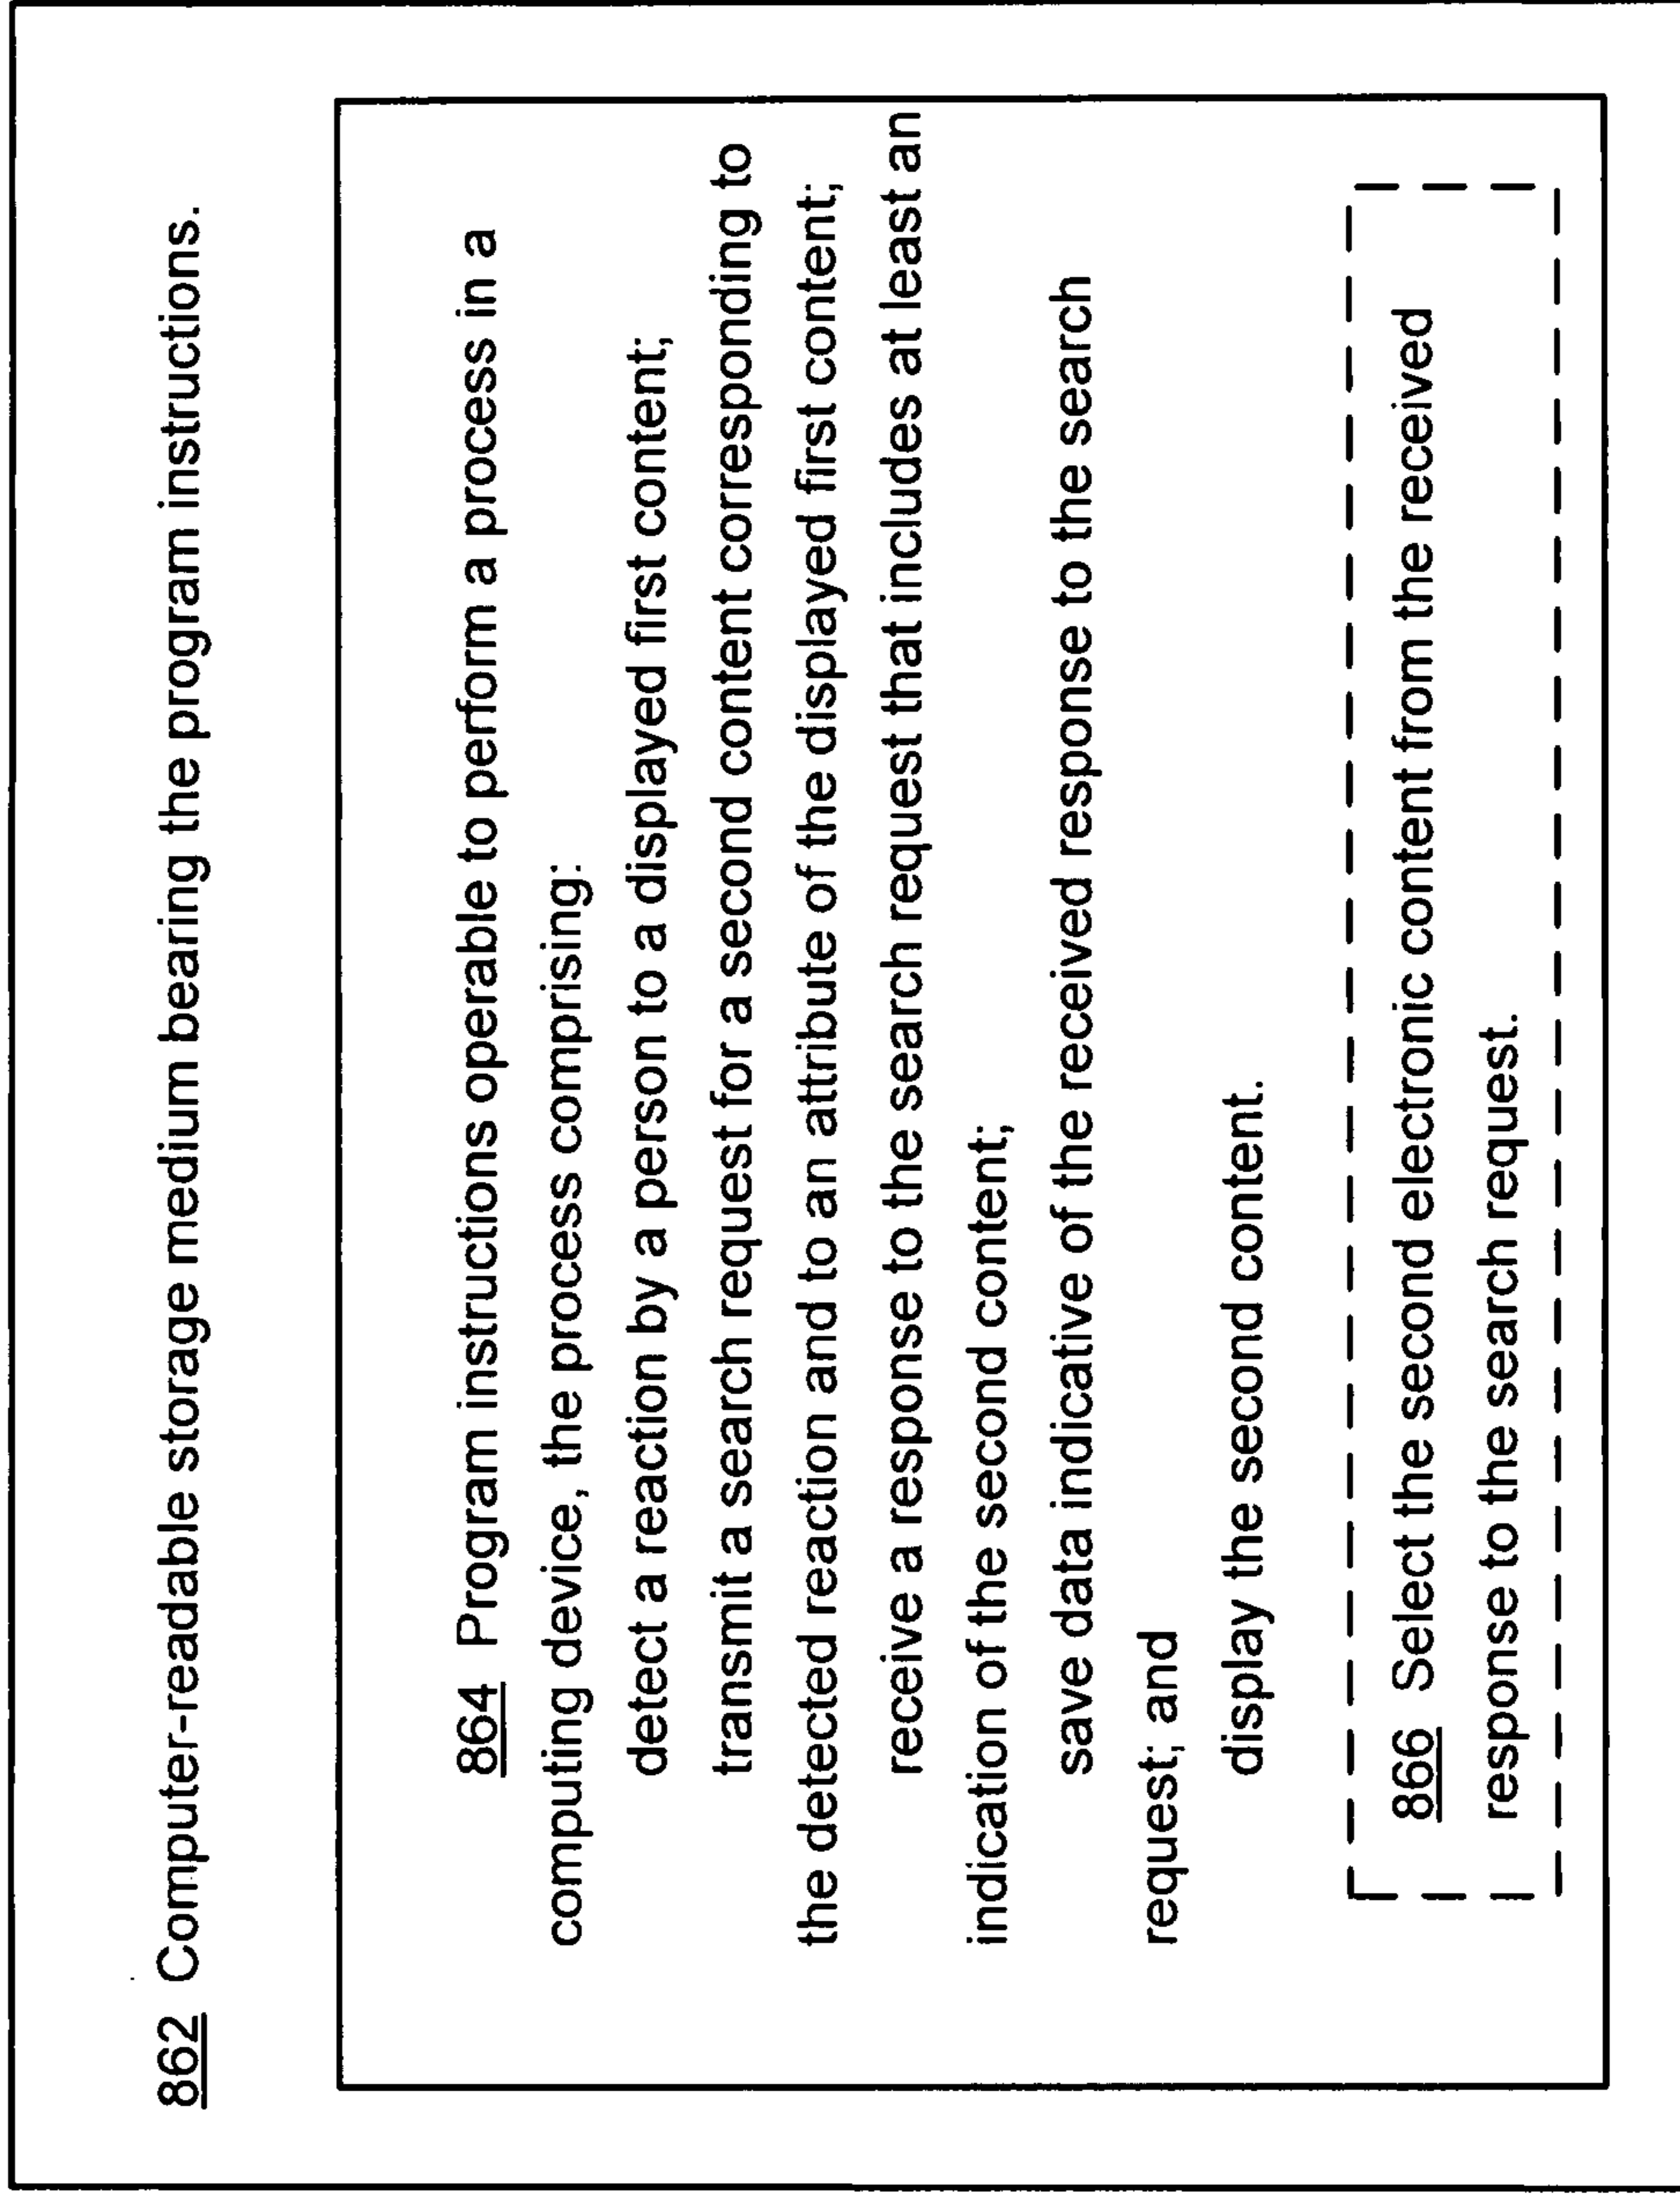 862 Computer-readable storage medium bearing the program instructions.
864 Program instructions operable to perform a process in a
computing device, the process comprising:
detect a reaction by a person to a displayed first content;
transmit a search request for a second content corresponding to
the detected reaction and to an attribute of the displayed first content;
receive a response to the search request that includes at least an
indication of the second content;
save data indicative of the received response to the search
request; and
display the second content.
866 Select the second electronic content from the received
response to the search request.